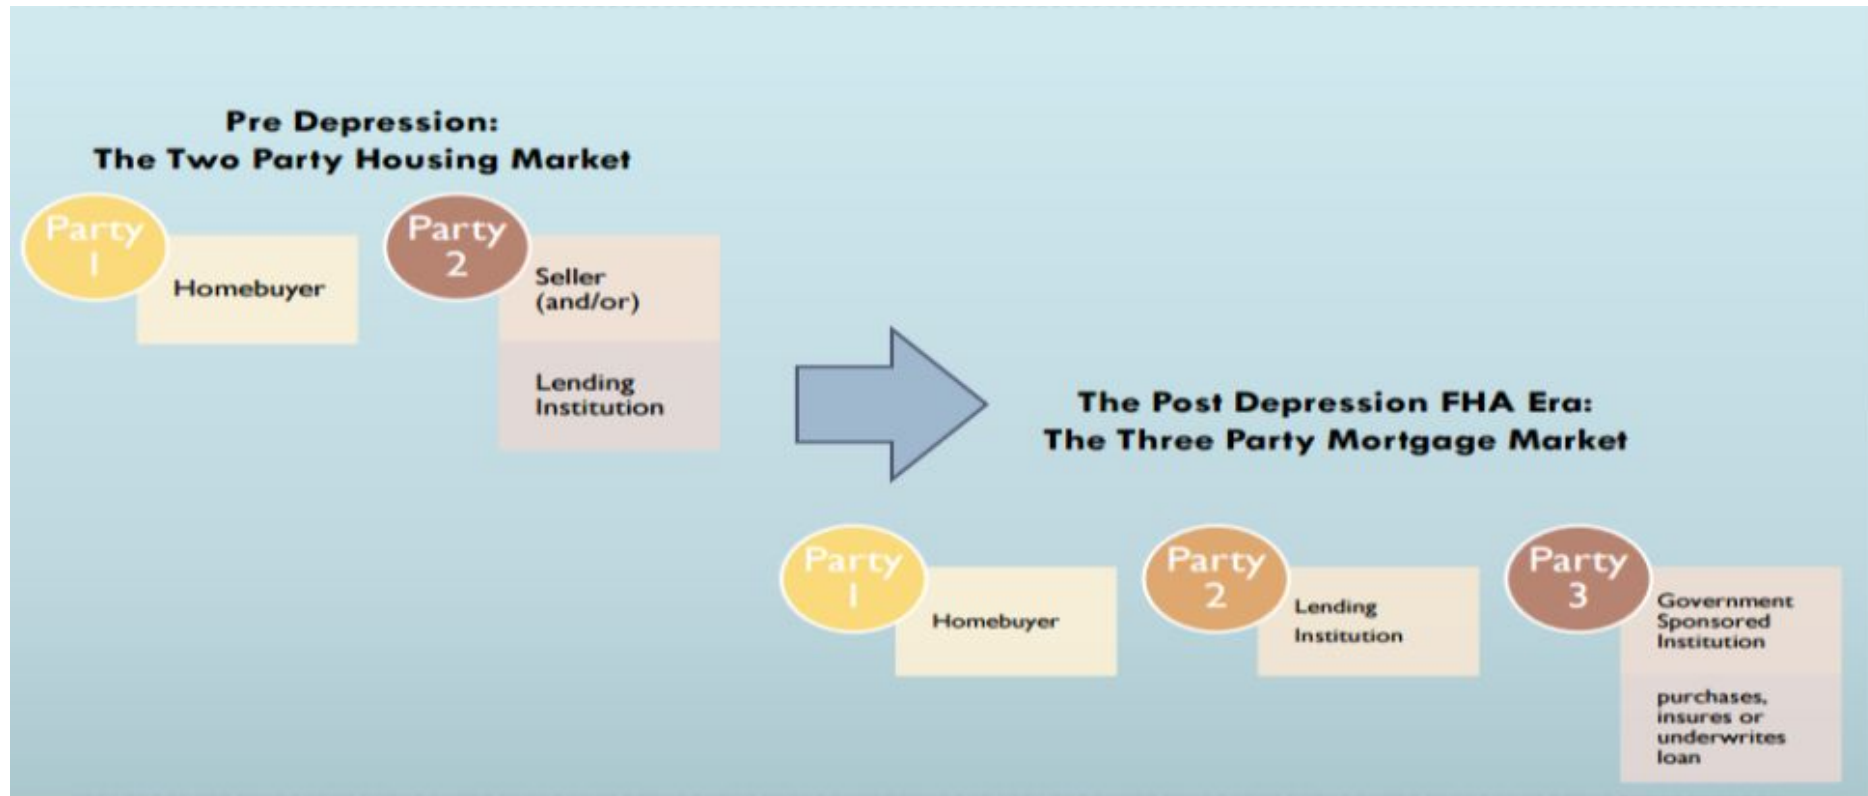 Pre Depression:
The Two Party Housing Market
Party
1
Homebuyer
Party
2
Seller
(and/or)
Lending
Institution
The Post Depression FHA Era:
The Three Party Mortgage Market
Party
1
Homebuyer
Party
2
Lending
Institution
Party
3
Government
Sponsored
Institution
purchases,
insures or
underwrites
loan